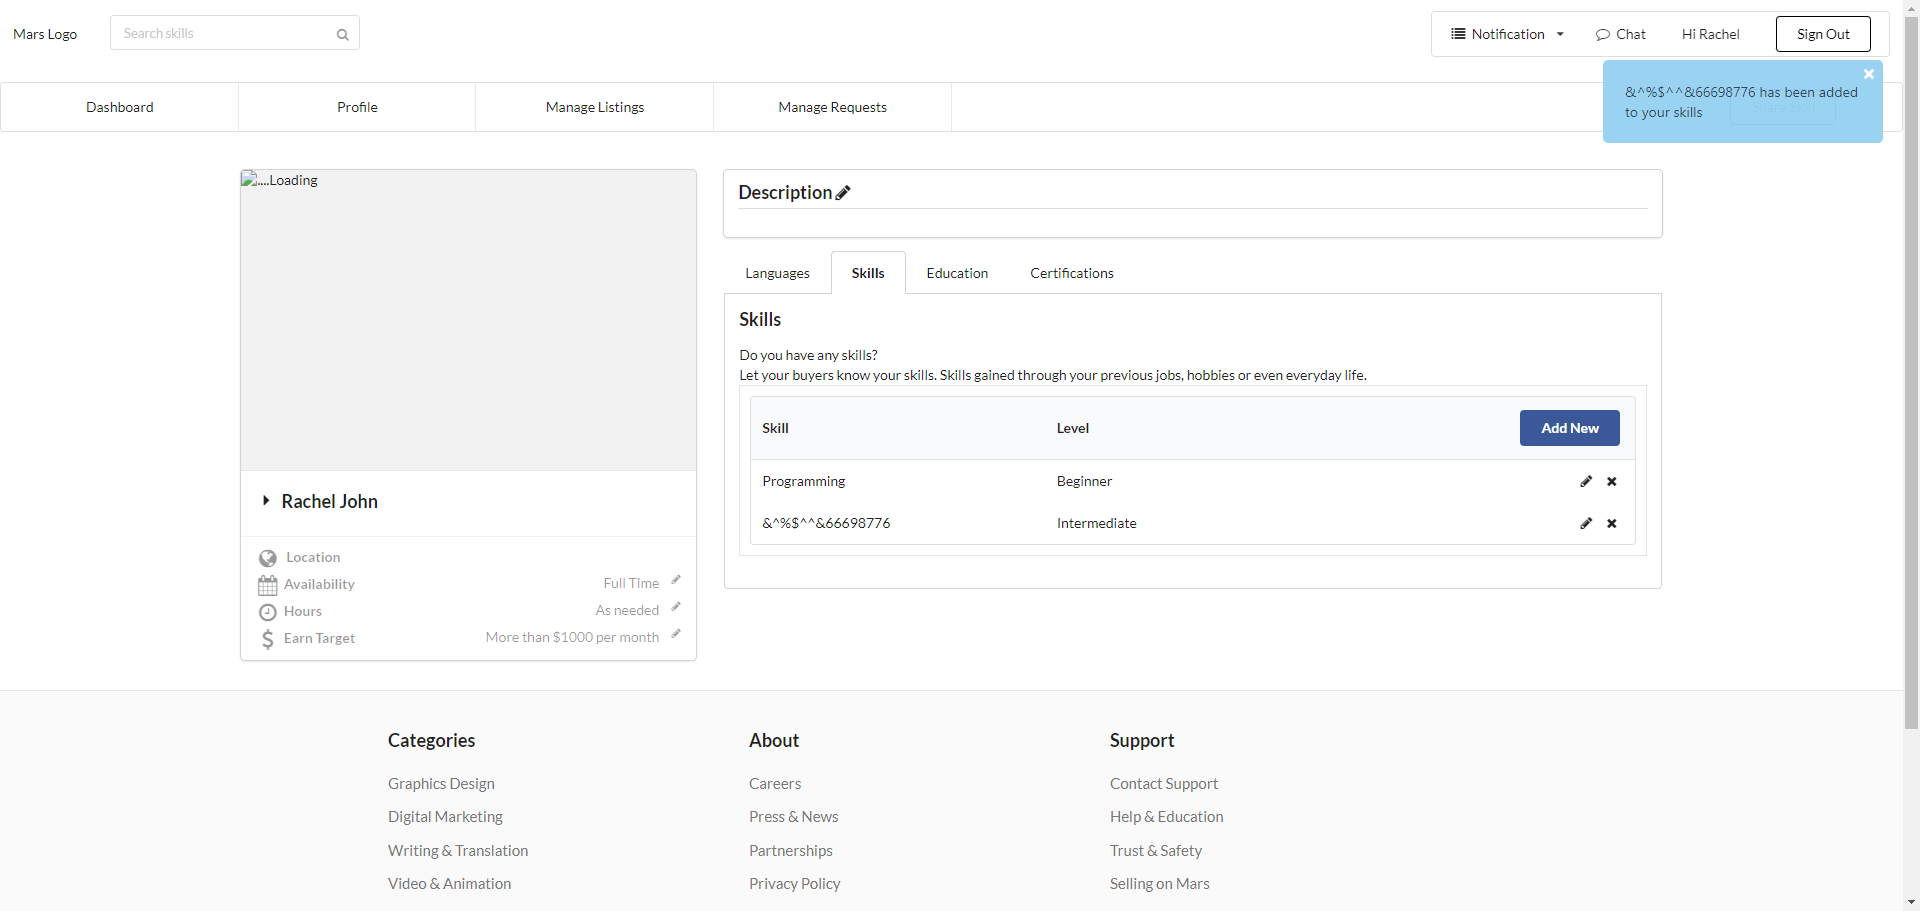 Mars Logo
Search skills
Notification
Chat
Hi Rachel
Sign Out
Dashboard
Profile
Manage Listings
Manage Requests
&^%$^^&66698776 has been added
to your skills
....Loading
Rachel John
Location
Availability
Full Time
Hours
As needed
Earn Target
More than $1000 per month
Description
Languages
Skills
Education
Certifications
Skills
Do you have any skills?
Let your buyers know your skills. Skills gained through your previous jobs, hobbies or even everyday life.
Skill
Level
Add New
Programming
Beginner
&^%$^^&66698776
Intermediate
Categories
Graphics Design
Digital Marketing
Writing & Translation
Video & Animation
About
Careers
Press & News
Partnerships
Privacy Policy
Support
Contact Support
Help & Education
Trust & Safety
Selling on Mars